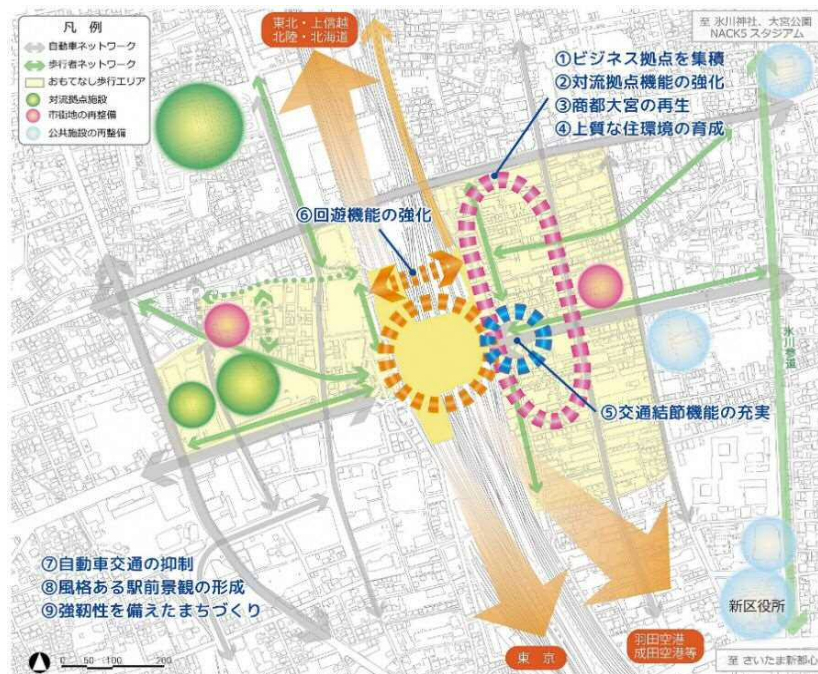 凡 例
自動車ネットワーク
歩行者ネットワーク
おもてなし歩行エリア
対流拠点施設
市街地の再整備
公共施設の再整備
東北・上信越
北陸・北海道
至 氷川神社、大宮公園
NACK5 スタジアム
①ビジネス拠点を集積
②対流拠点機能の強化
③商都大宮の再生
④上質な住環境の育成
⑥回遊機能の強化
氷川参道
⑤交通結節機能の充実
⑦自動車交通の抑制
⑧風格ある駅前景観の形成
⑨強靭性を備えたまちづくり
新区役所
羽田空港
成田空港等
東 京
至 さいたま新都心
0 50 100 200